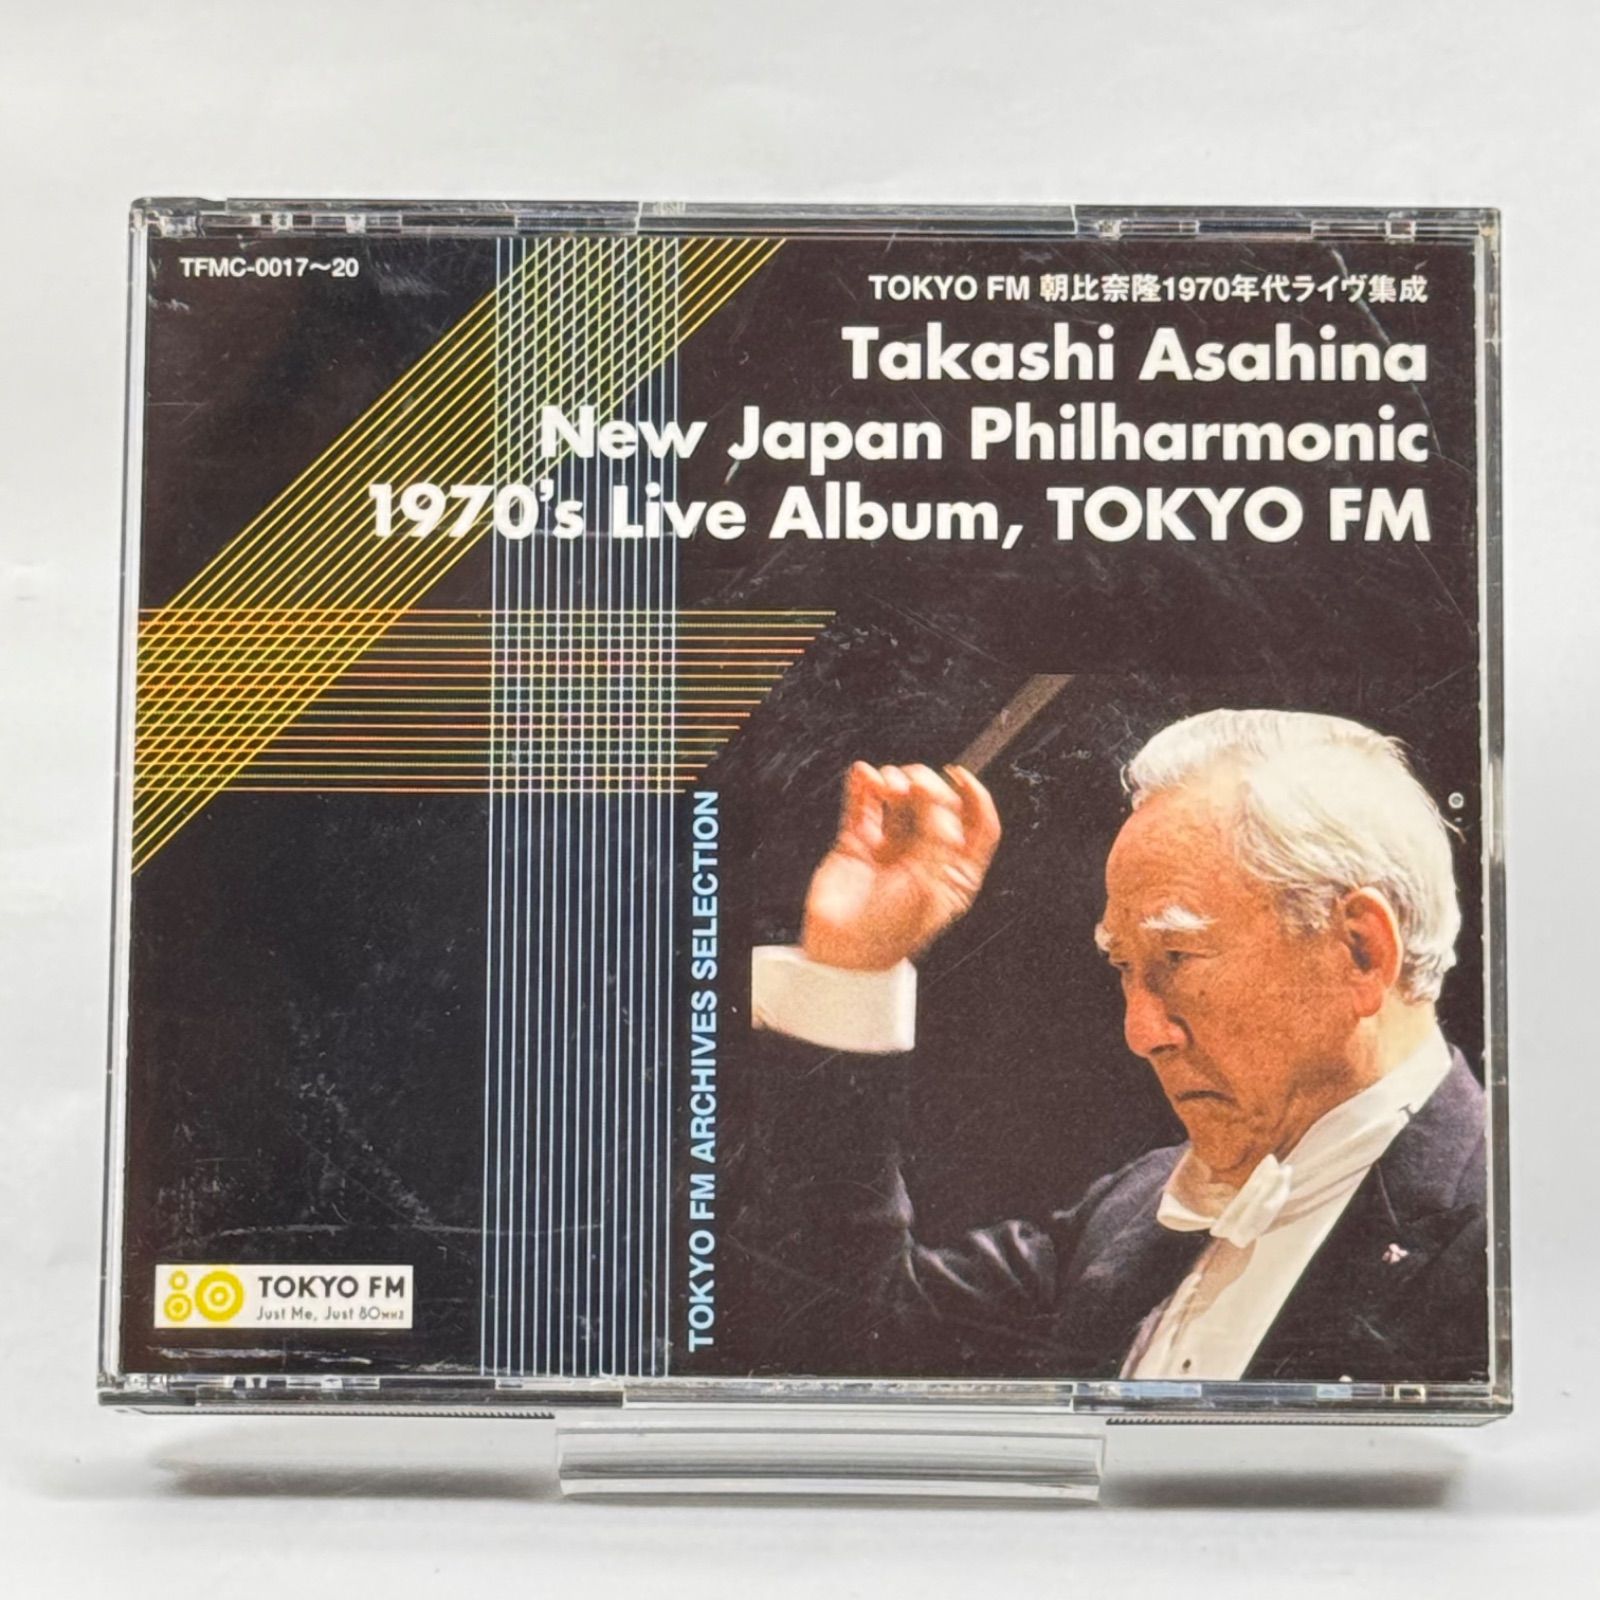 TFMC-0017～20
TOKYO FM 朝比奈隆1970年代ライヴ集成
Takashi Asahina
New Japan Philharmonic
1970's Live Album, TOKYO FM
TOKYO FM ARCHIVES SELECTION
TOKYO FM
Just Me, Just 80MHz